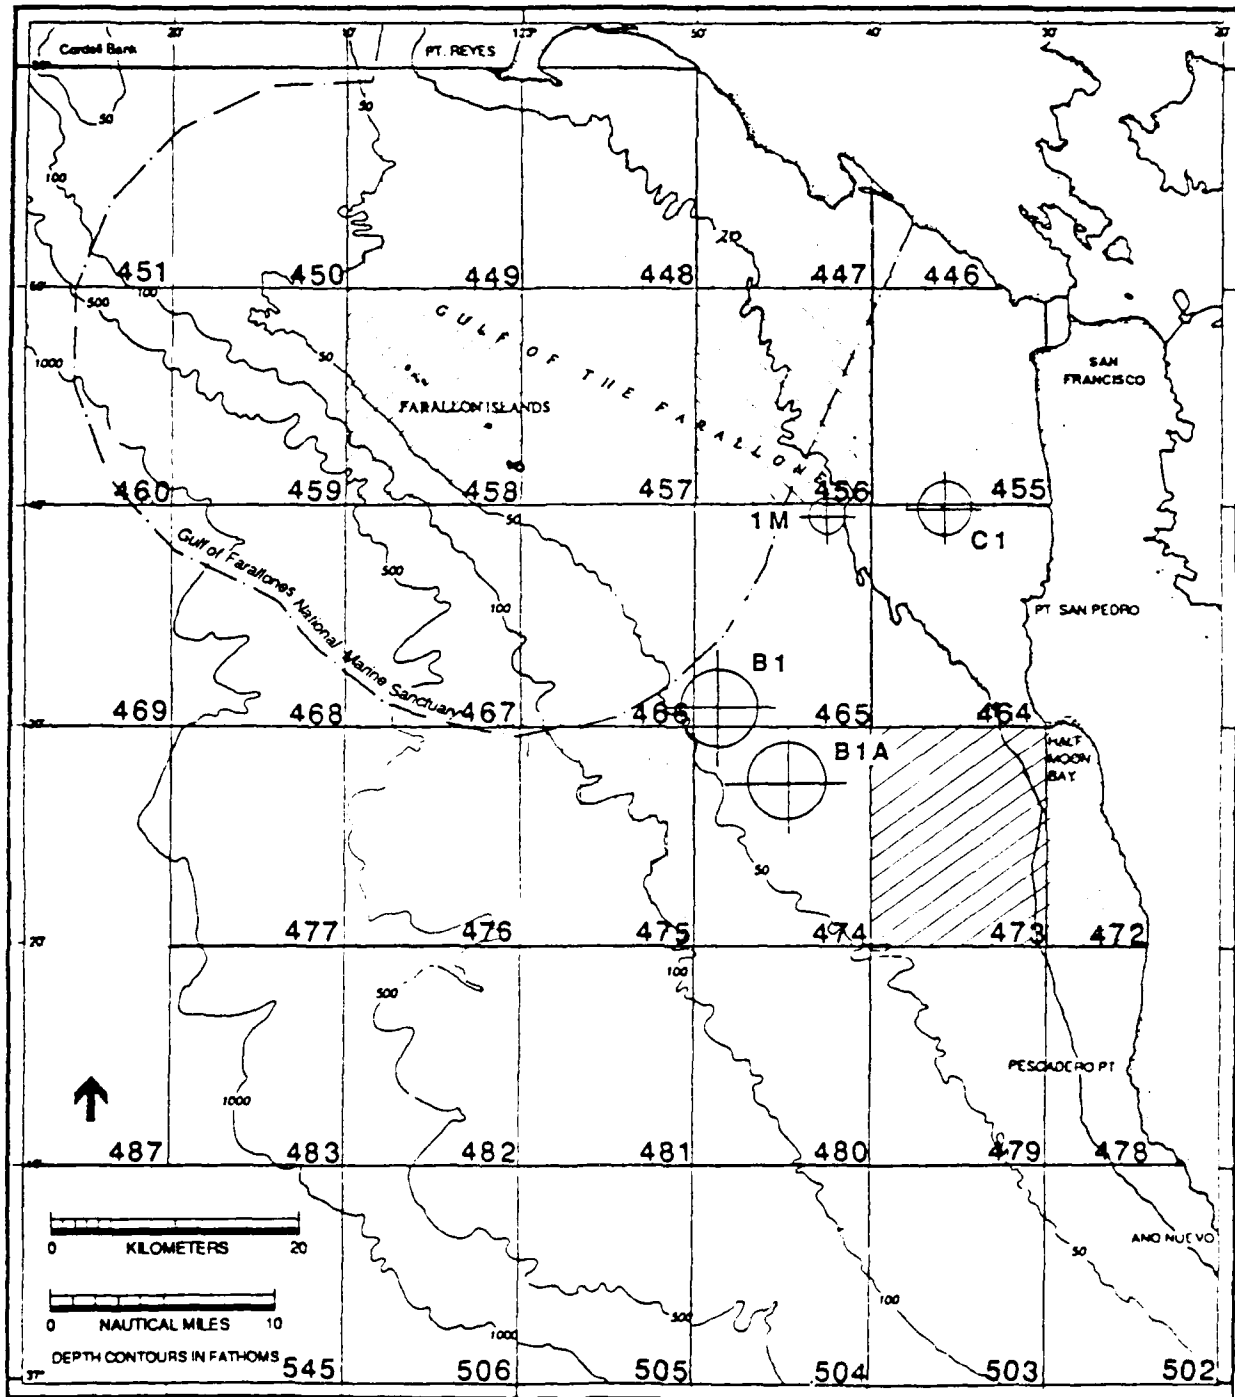 20' 10' 123° 50' 40' 30' 20'
Cordell Bank
PT. REYES
50
50
100
20
451 450 449 448 447 446
500
100
50
1000
GULF OF THE FARALLONES
SAN
FRANCISCO
FARALLON ISLANDS
460 459 458 457 456 455
50
1M
C1
Gulf of Farallones National Marine Sanctuary
500
100
PT SAN PEDRO
B1
469 468 467 466 465 464
30'
B1A
HALF
MOON
BAY
50
477 476 475 474 473 472
20'
100
500
1000
PESCADERO PT
487 483 482 481 480 479 478
ANO NUEVO
50
100
500
1000
0 KILOMETERS 20
0 NAUTICAL MILES 10
DEPTH CONTOURS IN FATHOMS
37° 545 506 505 504 503 502